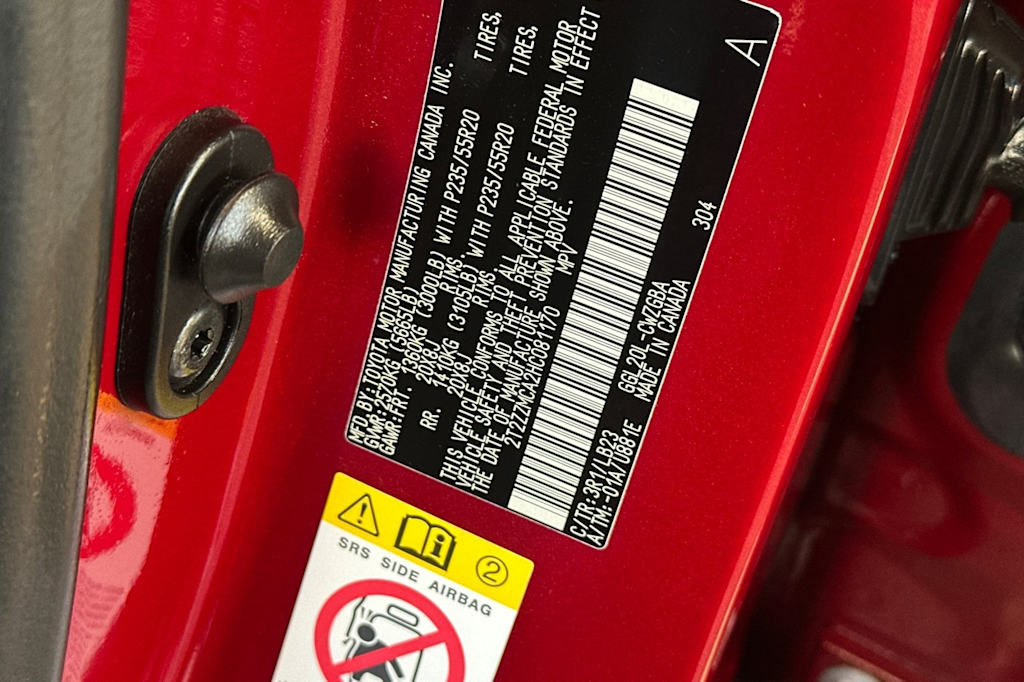 MFD.BY:TOYOTA MOTOR MANUFACTURING CANADA INC.
GVWR:2520KG (5665LB)
GAWR:FRT. 1360KG (3000LB) WITH P235/55R20 TIRES,
20X8J RIMS.
RR. 1410KG (3105LB) WITH P235/55R20 TIRES,
20X8J RIMS
THIS VEHICLE CONFORMS TO ALL APPLICABLE FEDERAL MOTOR
VEHICLE SAFETY AND THEFT PREVENTION STANDARDS IN EFFECT
THE DATE OF MANUFACTURE SHOWN ABOVE.
2T2ZZMCA2HC081170 MPV
A
C/TR:3R1/LB23 304
A/TM:-01A/U881E GGL20L-CWZGBA
MADE IN CANADA
2
SRS SIDE AIRBAG